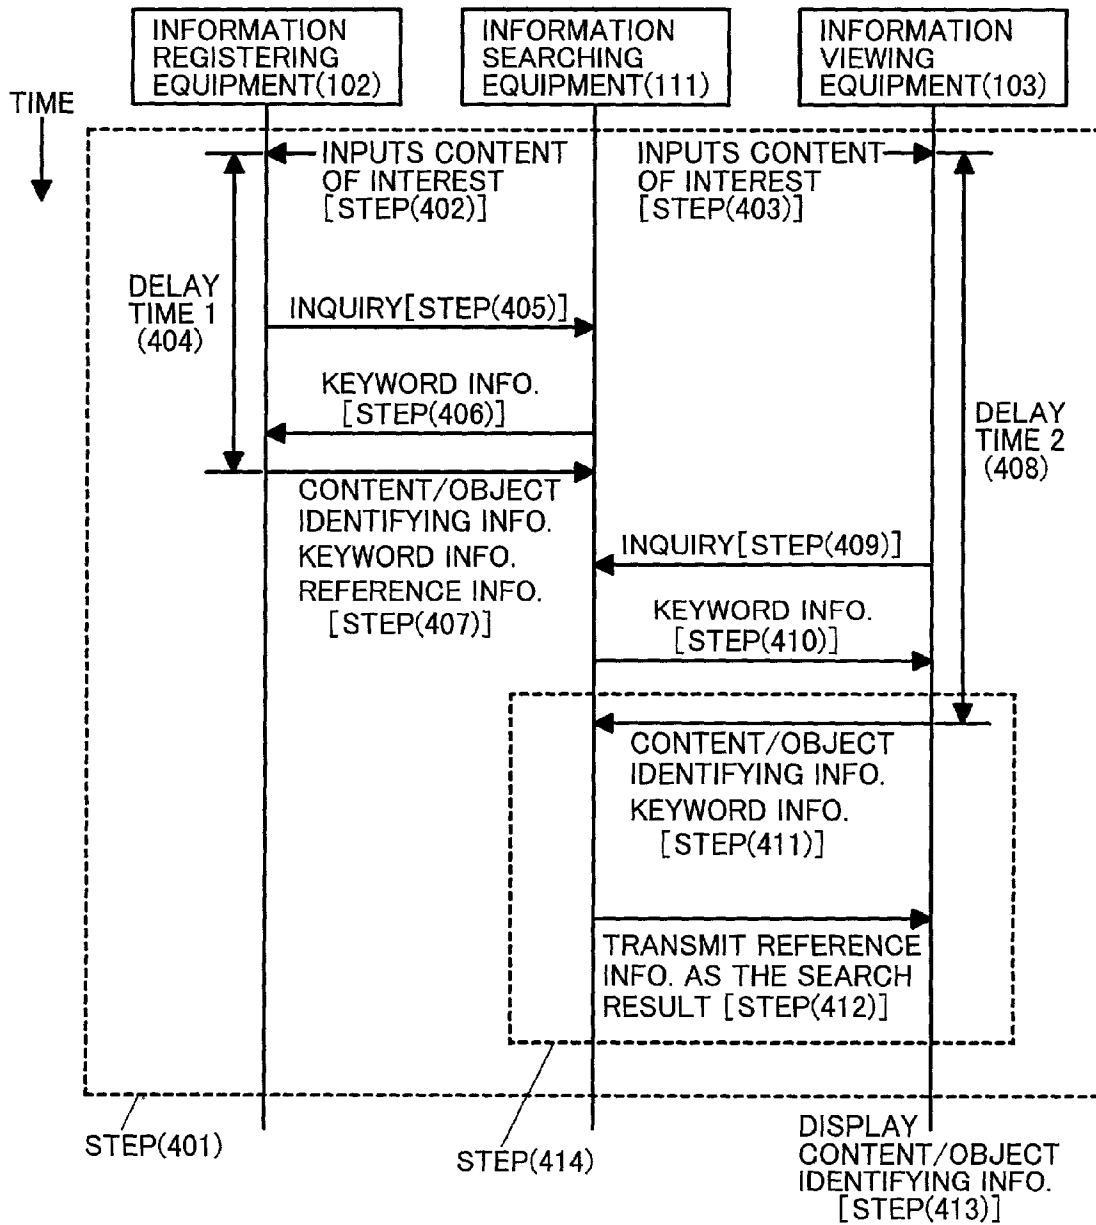 INFORMATION
REGISTERING
EQUIPMENT(102)
INFORMATION
SEARCHING
EQUIPMENT(111)
INFORMATION
VIEWING
EQUIPMENT(103)
TIME
INPUTS CONTENT
OF INTEREST
[STEP(402)]
INPUTS CONTENT
OF INTEREST
[STEP(403)]
DELAY
TIME 1
(404)
INQUIRY[STEP(405)]
KEYWORD INFO.
[STEP(406)]
DELAY
TIME 2
(408)
CONTENT/OBJECT
IDENTIFYING INFO.
KEYWORD INFO.
REFERENCE INFO.
[STEP(407)]
INQUIRY[STEP(409)]
KEYWORD INFO.
[STEP(410)]
CONTENT/OBJECT
IDENTIFYING INFO.
KEYWORD INFO.
[STEP(411)]
TRANSMIT REFERENCE
INFO. AS THE SEARCH
RESULT [STEP(412)]
STEP(401)
STEP(414)
DISPLAY
CONTENT/OBJECT
IDENTIFYING INFO.
[STEP(413)]